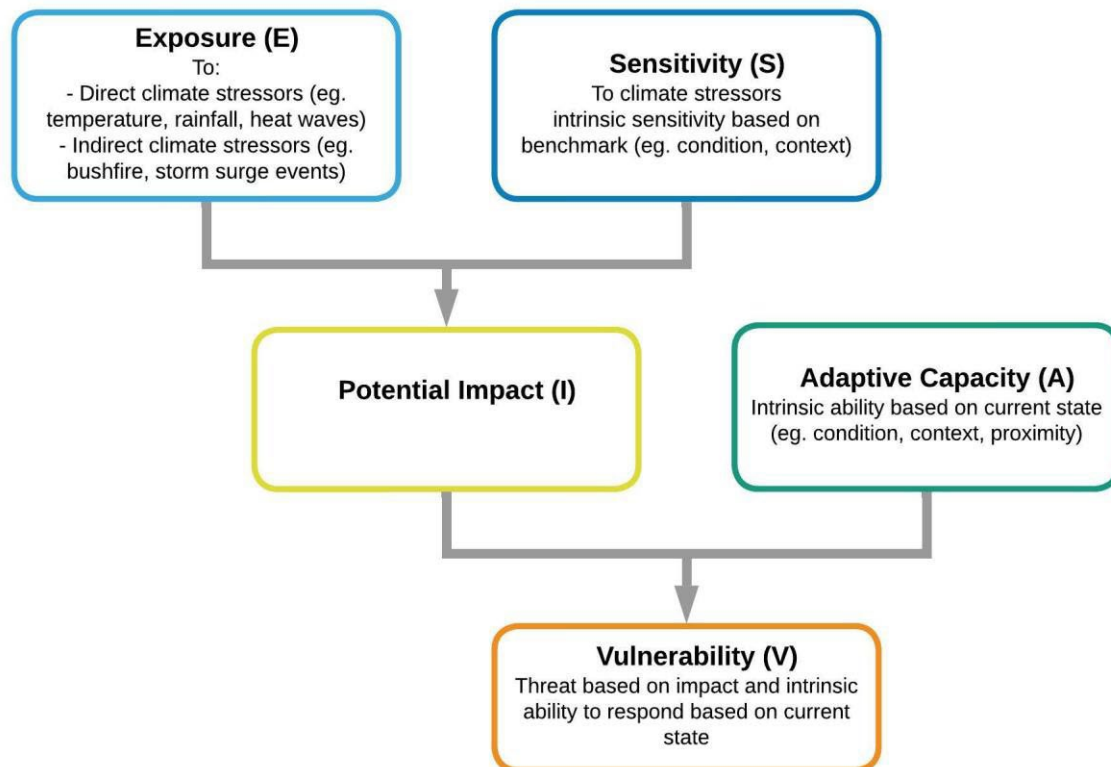 Exposure (E)
To:
- Direct climate stressors (eg.
temperature, rainfall, heat waves)
- Indirect climate stressors (eg.
bushfire, storm surge events)
Sensitivity (S)
To climate stressors
intrinsic sensitivity based on
benchmark (eg. condition, context)
Potential Impact (I)
Adaptive Capacity (A)
Intrinsic ability based on current state
(eg. condition, context, proximity)
Vulnerability (V)
Threat based on impact and intrinsic
ability to respond based on current
state